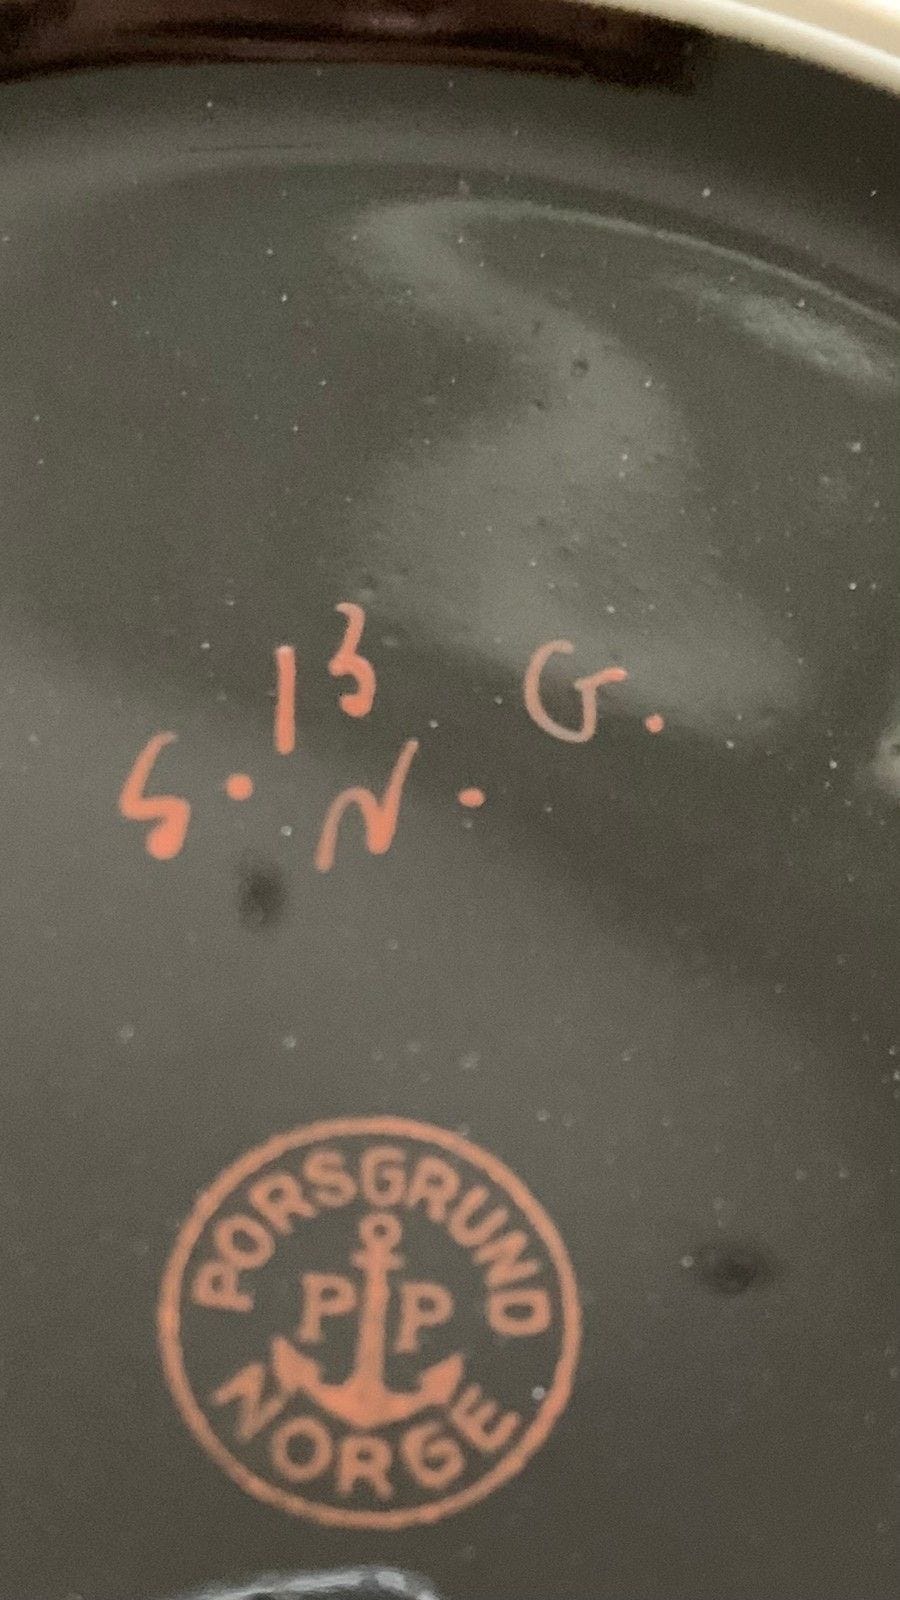 13
S. N. G.
PORSGRUND
P P
NORGE